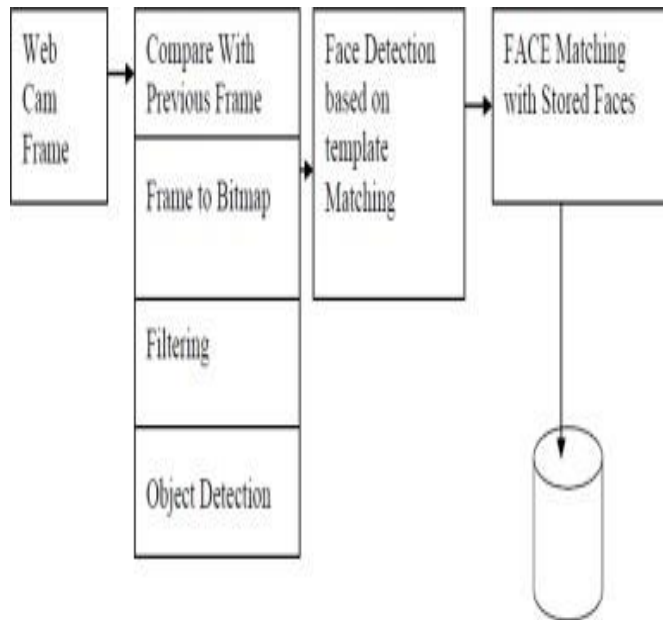 Web
Cam
Frame
Compare With
Previous Frame
Frame to Bitmap
Filtering
Object Detection
Face Detection
based on
template
Matching
FACE Matching
with Stored Faces